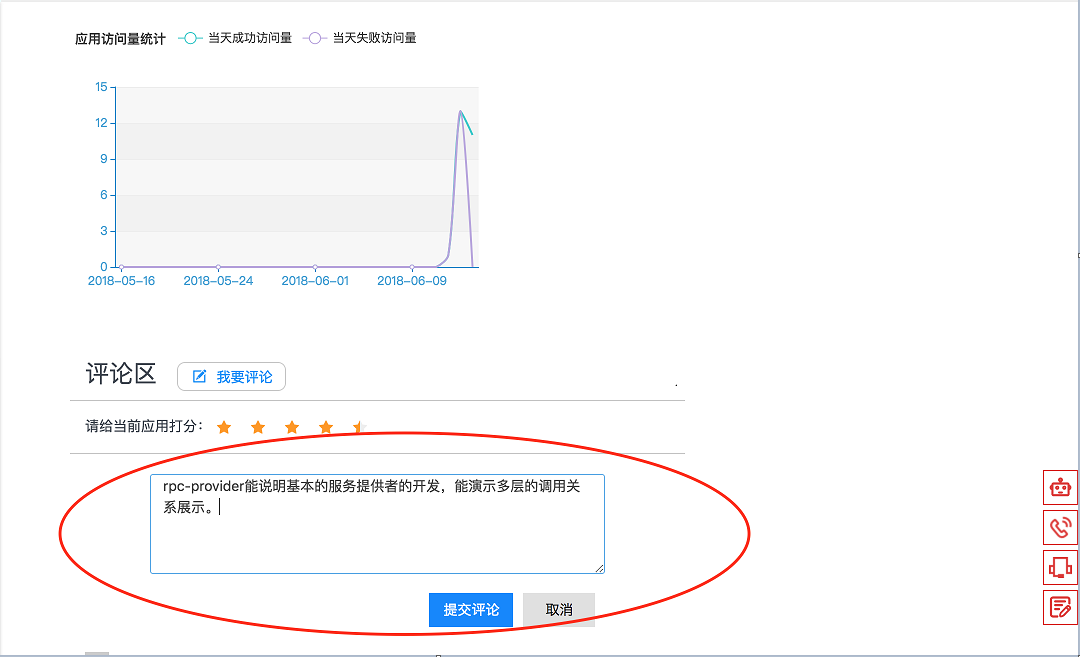 应用访问量统计 当天成功访问量 当天失败访问量
15
12
9
6
3
0
2018-05-16 2018-05-24 2018-06-01 2018-06-09
评论区 我要评论
请给当前应用打分：
rpc-provider能说明基本的服务提供者的开发，能演示多层的调用关
系展示。
提交评论 取消